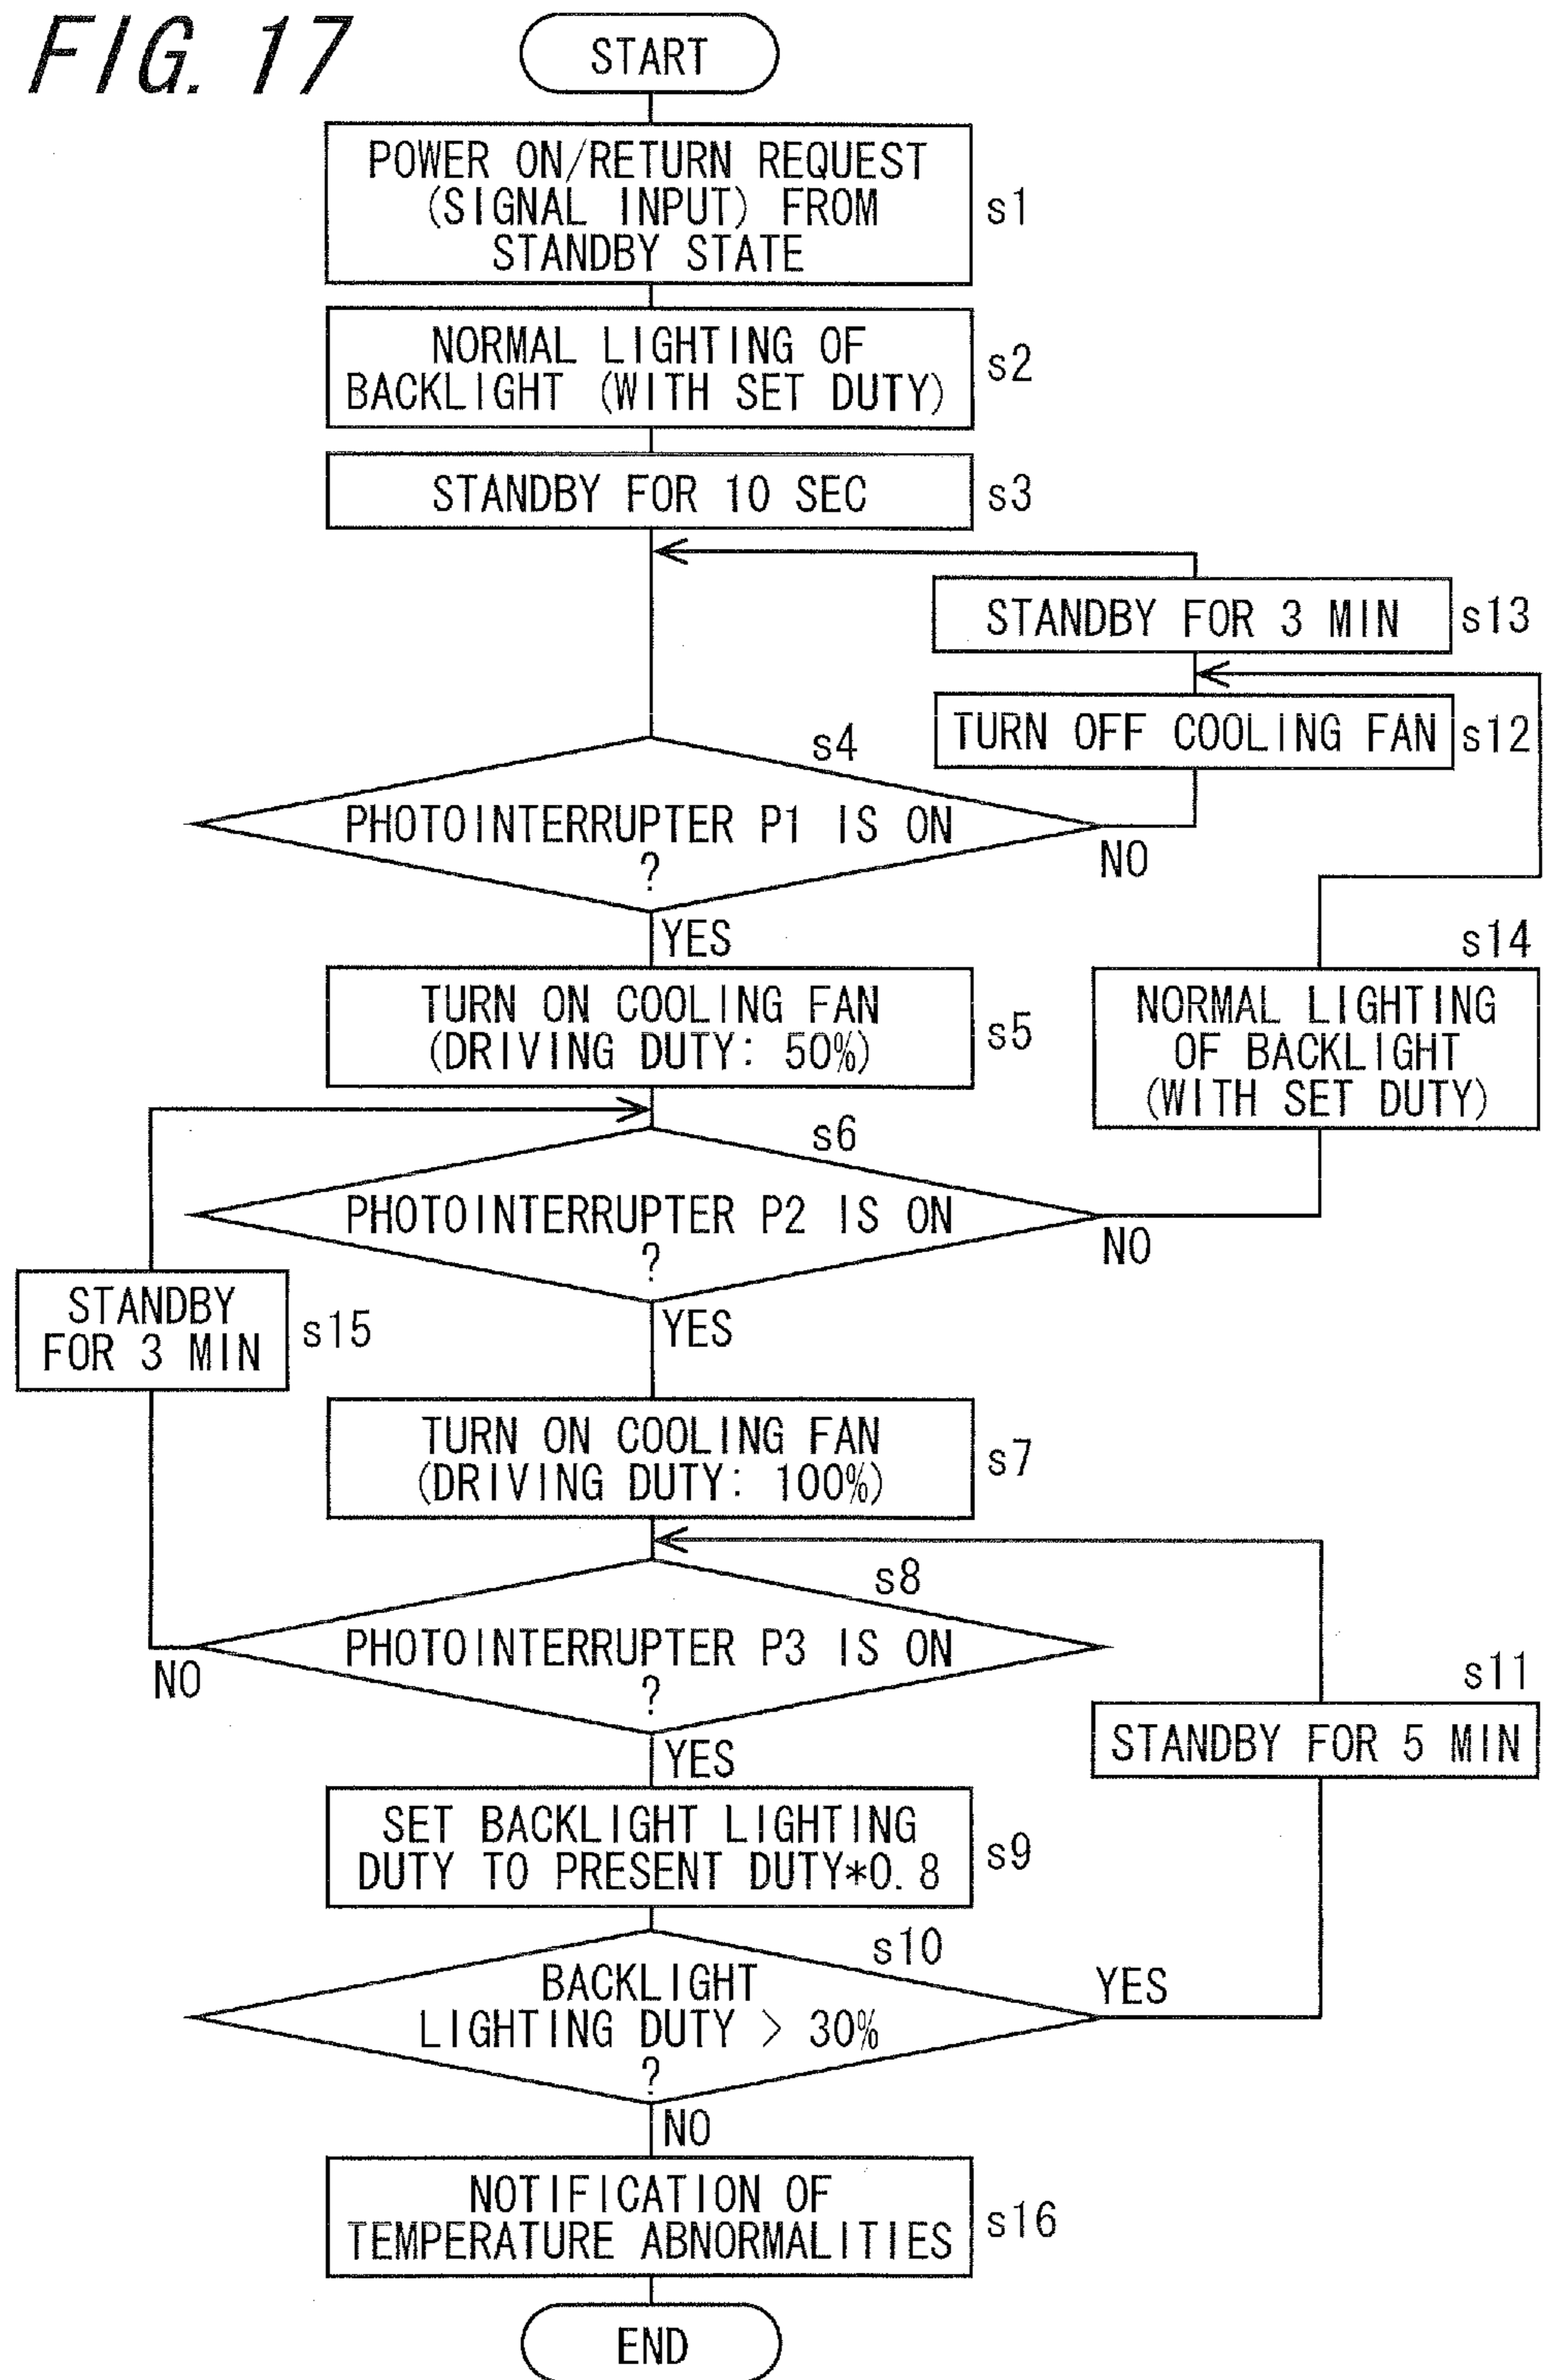 FIG. 17
START
POWER ON/RETURN REQUEST
(SIGNAL INPUT) FROM
STANDBY STATE
s1
NORMAL LIGHTING OF
BACKLIGHT (WITH SET DUTY)
s2
STANDBY FOR 10 SEC
s3
STANDBY FOR 3 MIN
s13
TURN OFF COOLING FAN
s12
s4
PHOTOINTERRUPTER P1 IS ON
?
NO
YES
TURN ON COOLING FAN
(DRIVING DUTY: 50%)
s5
s14
NORMAL LIGHTING
OF BACKLIGHT
(WITH SET DUTY)
s6
PHOTOINTERRUPTER P2 IS ON
?
NO
YES
STANDBY
FOR 3 MIN
s15
TURN ON COOLING FAN
(DRIVING DUTY: 100%)
s7
s8
PHOTOINTERRUPTER P3 IS ON
?
NO
YES
s11
STANDBY FOR 5 MIN
SET BACKLIGHT LIGHTING
DUTY TO PRESENT DUTY*0.8
s9
s10
BACKLIGHT
LIGHTING DUTY > 30%
?
YES
NO
NOTIFICATION OF
TEMPERATURE ABNORMALITIES
s16
END